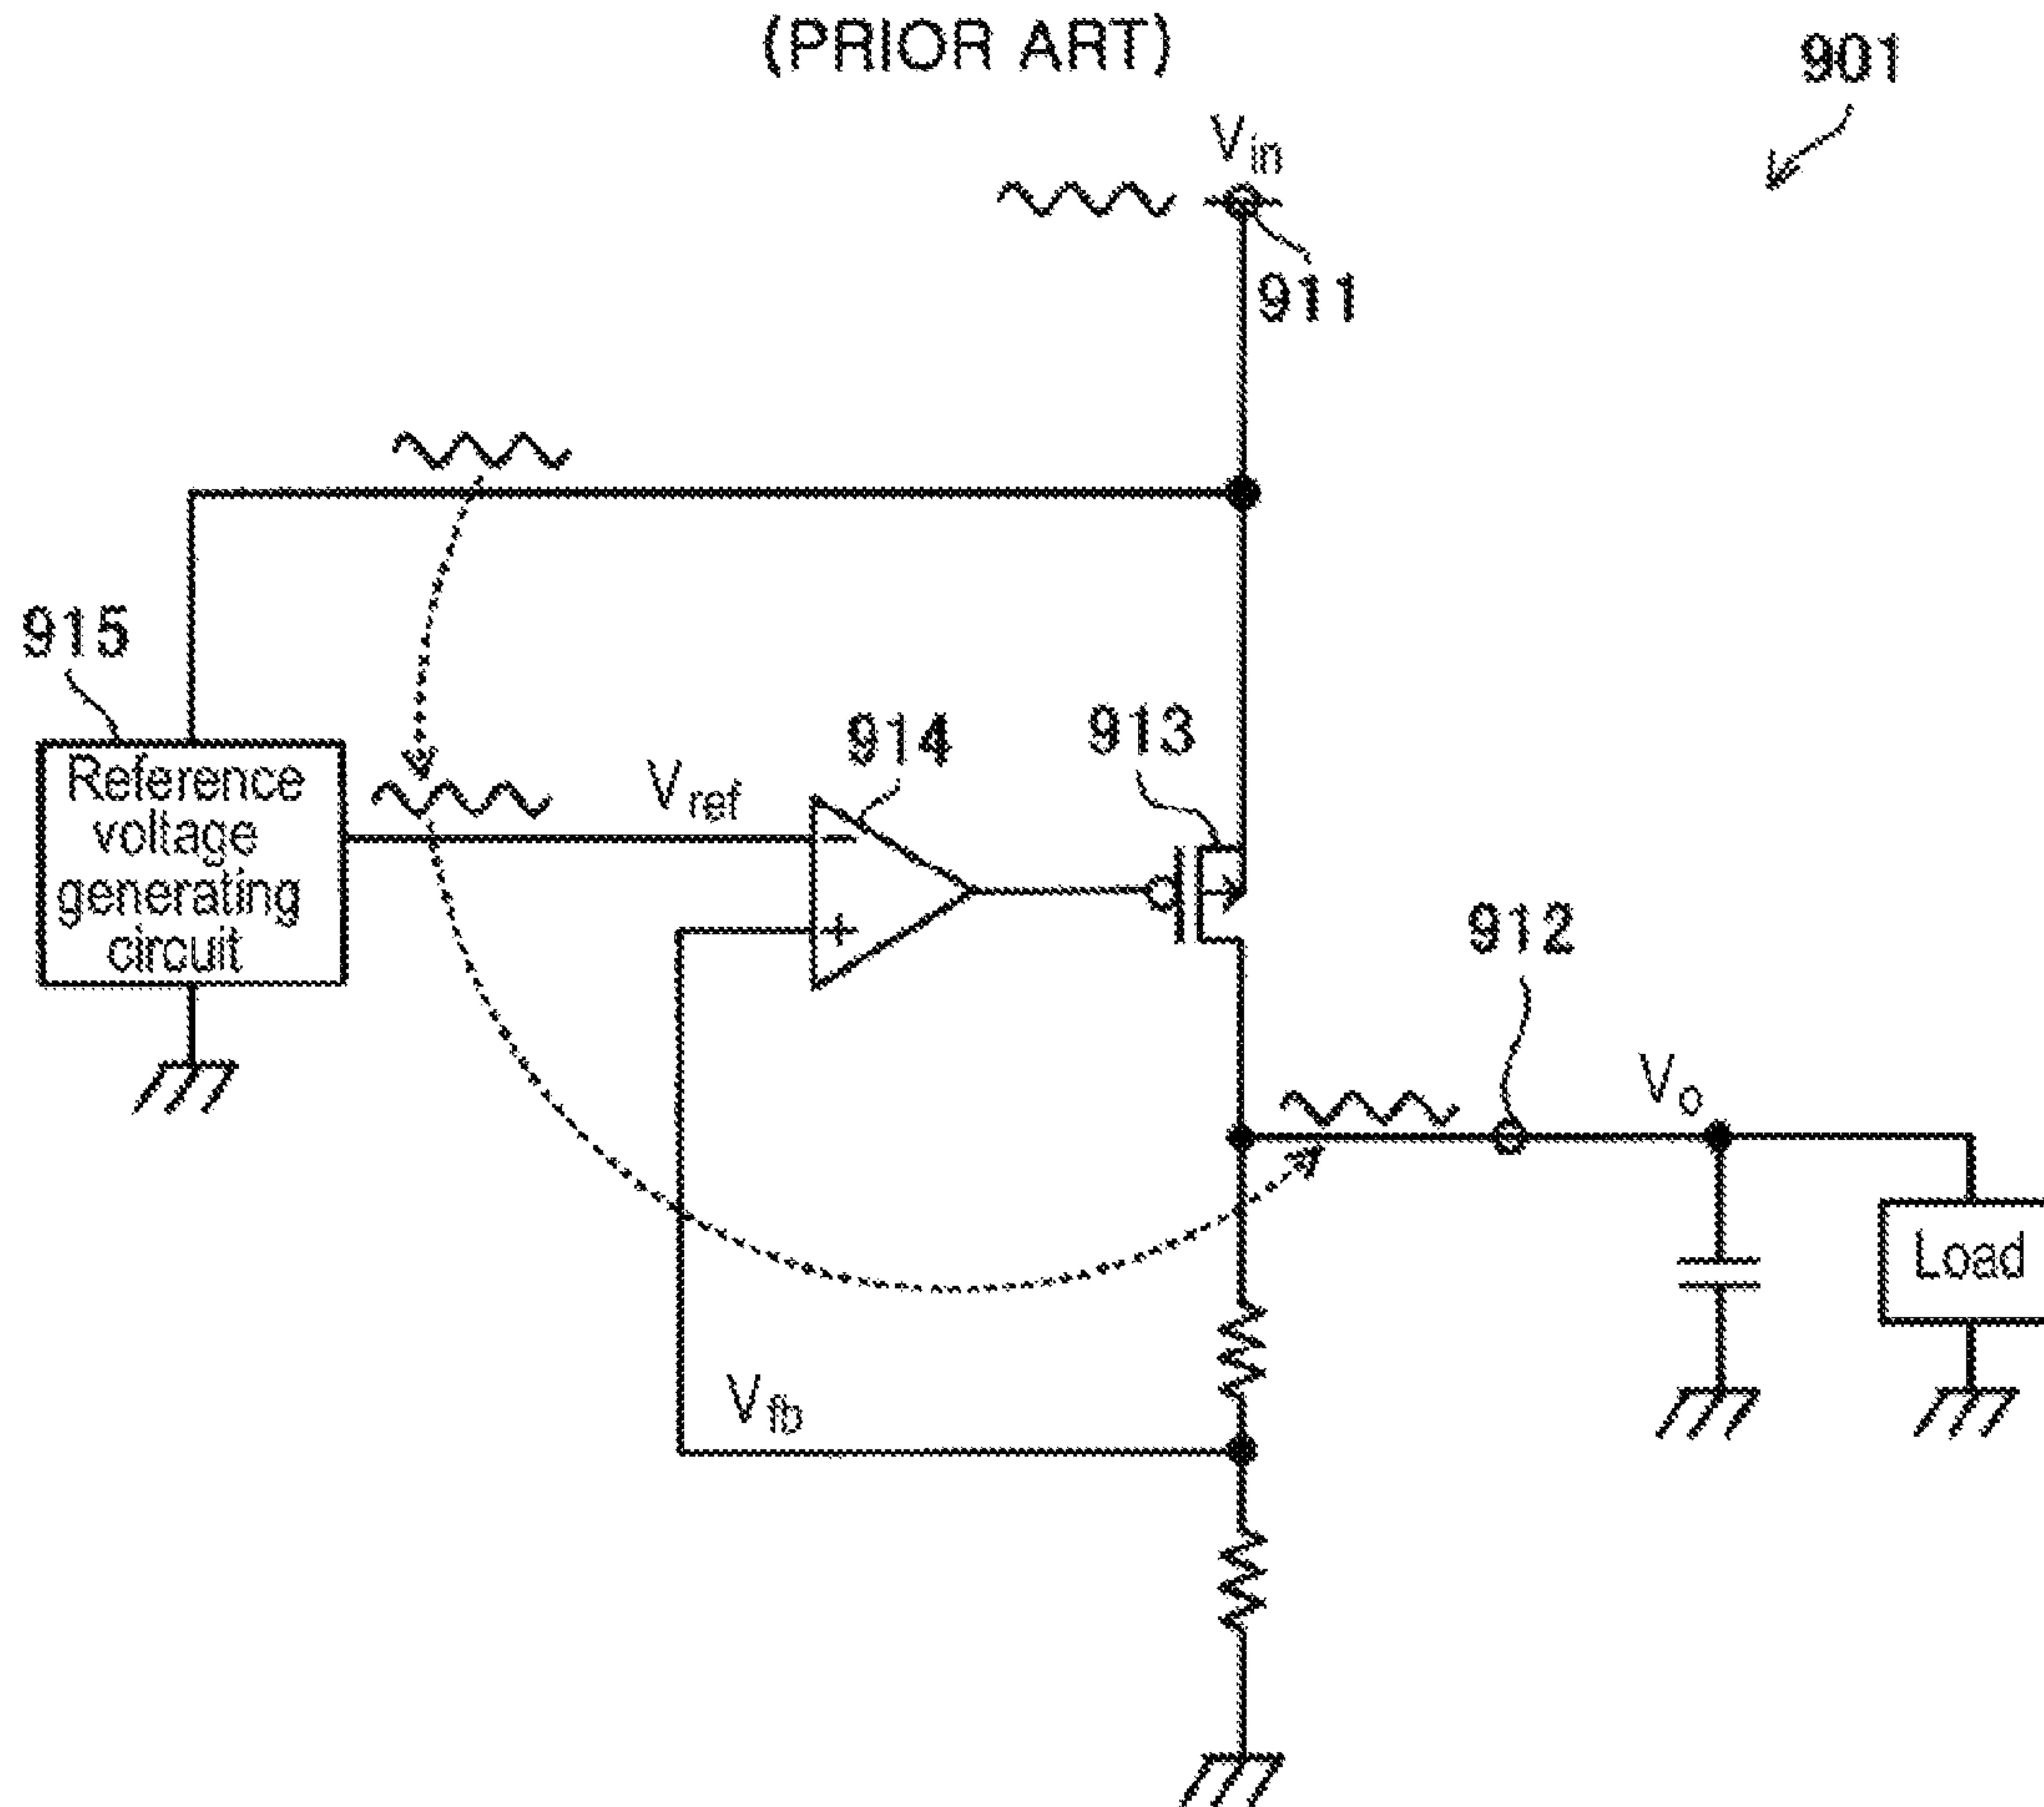 (PRIOR ART)
901
Vin
911
915
Reference
voltage
generating
circuit
Vref
914
913
912
Vo
Load
Vfb
−
+